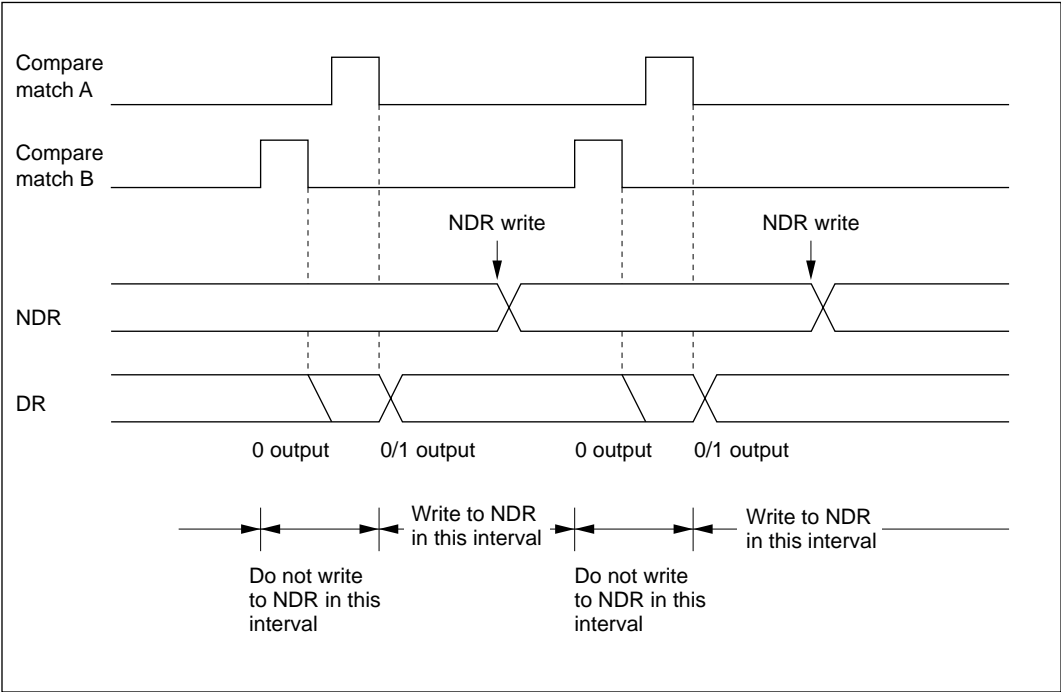 Compare
match A
Compare
match B
NDR write
NDR write
NDR
DR
0 output
0/1 output
0 output
0/1 output
Write to NDR
in this interval
Write to NDR
in this interval
Do not write
to NDR in this
interval
Do not write
to NDR in this
interval